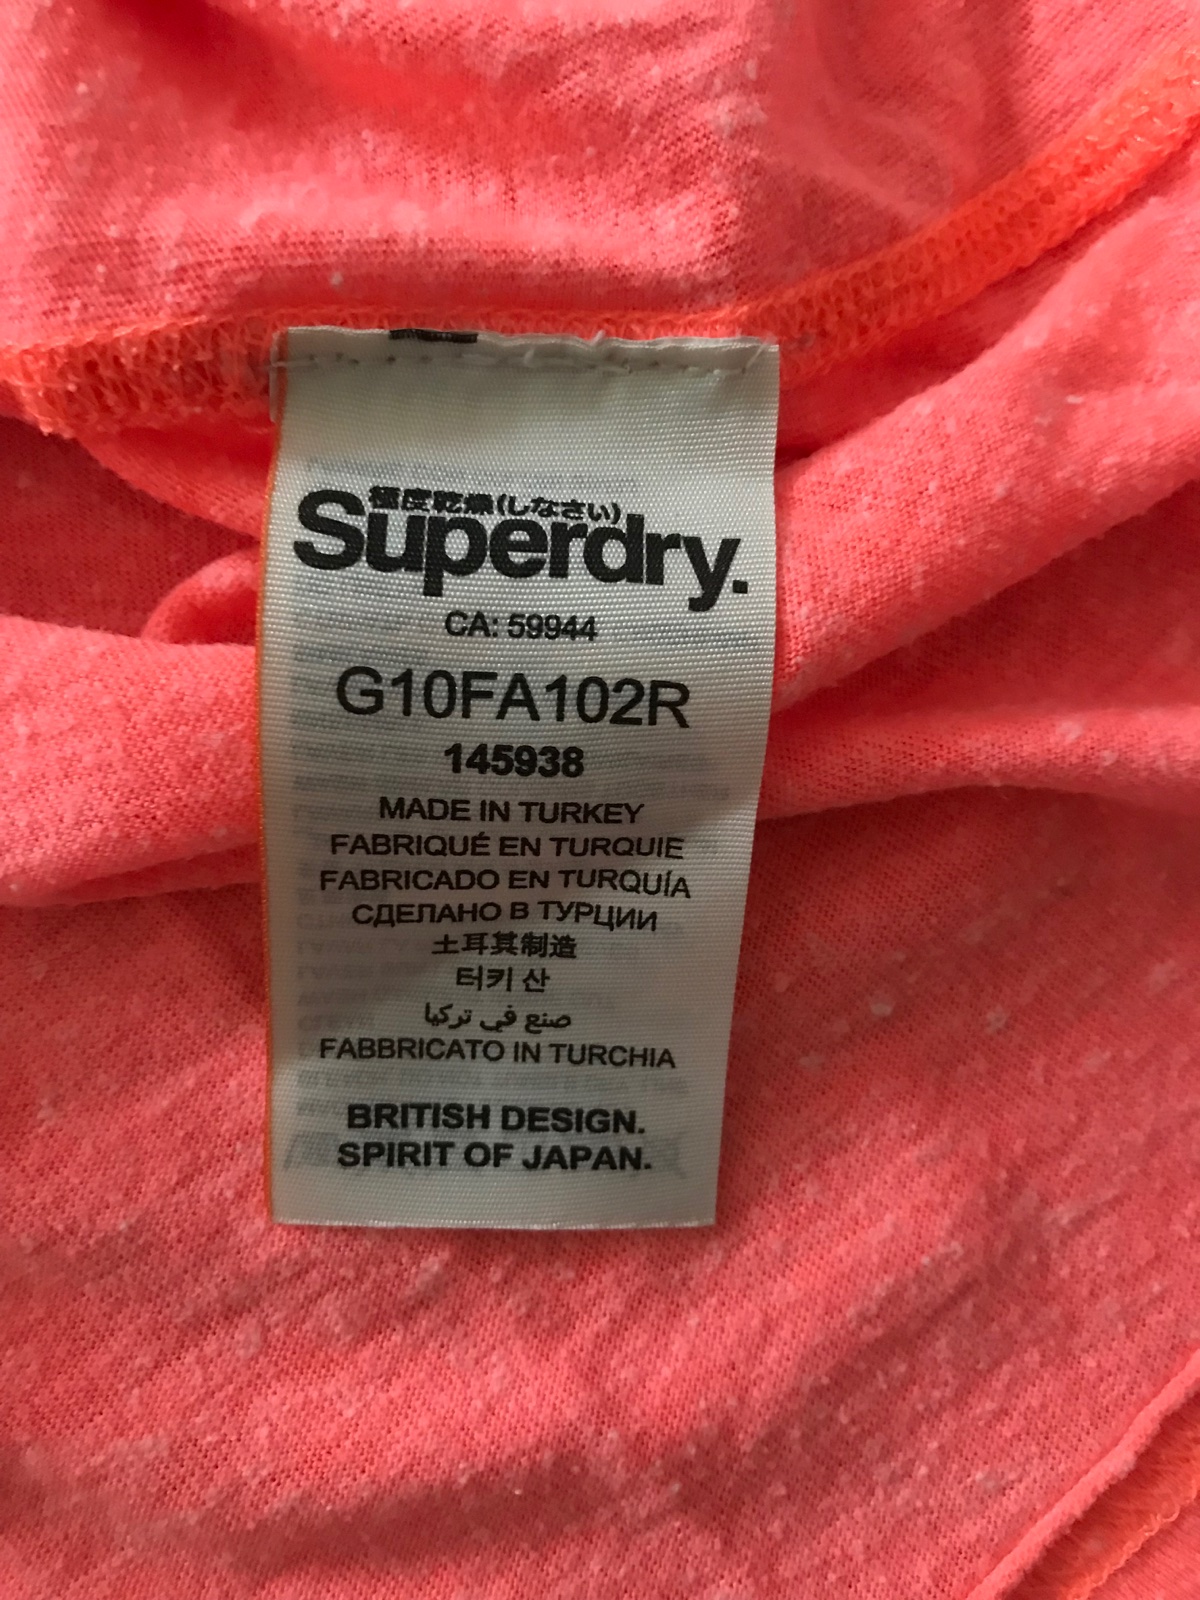 極度乾燥(しなさい)
Superdry.
CA: 59944
G10FA102R
145938
MADE IN TURKEY
FABRIQUÉ EN TURQUIE
FABRICADO EN TURQUÍA
СДЕЛАНО В ТУРЦИИ
土耳其制造
터키 산
صنع في تركيا
FABBRICATO IN TURCHIA
BRITISH DESIGN.
SPIRIT OF JAPAN.